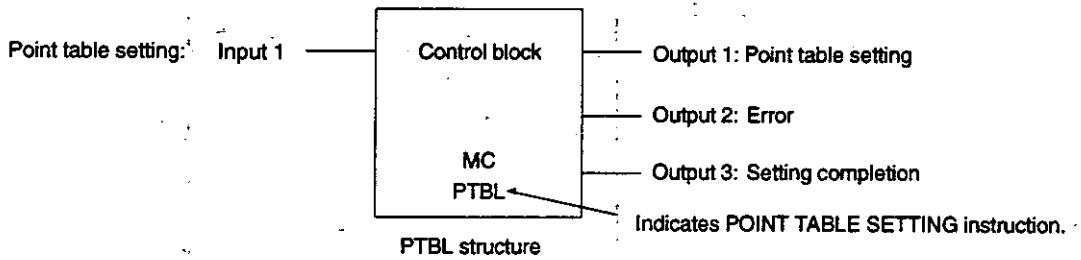 Point table setting: Input 1 Control block Output 1: Point table setting
Output 2: Error
MC
Output 3: Setting completion
PTBL
Indicates POINT TABLE SETTING instruction.
PTBL structure